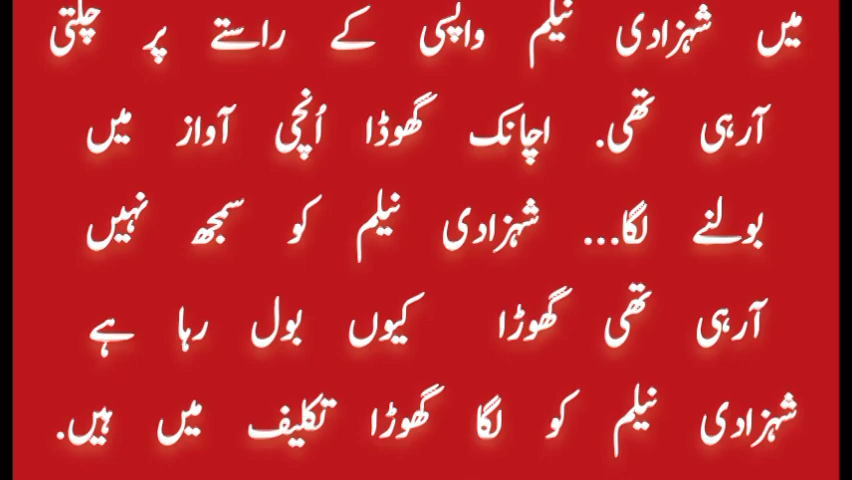 میں شہزادی نیلم واپسی کے راستے پر چلتی
آرہی تھی. اچانک گھوڈا اُنچی آواز میں
بولنے لگا... شہزادی نیلم کو سمجھ نہیں
آرہی تھی گھوڑا کیوں بول رہا ہے
شہزادی نیلم کو لگا گھوڑا تکلیف میں ہیں.